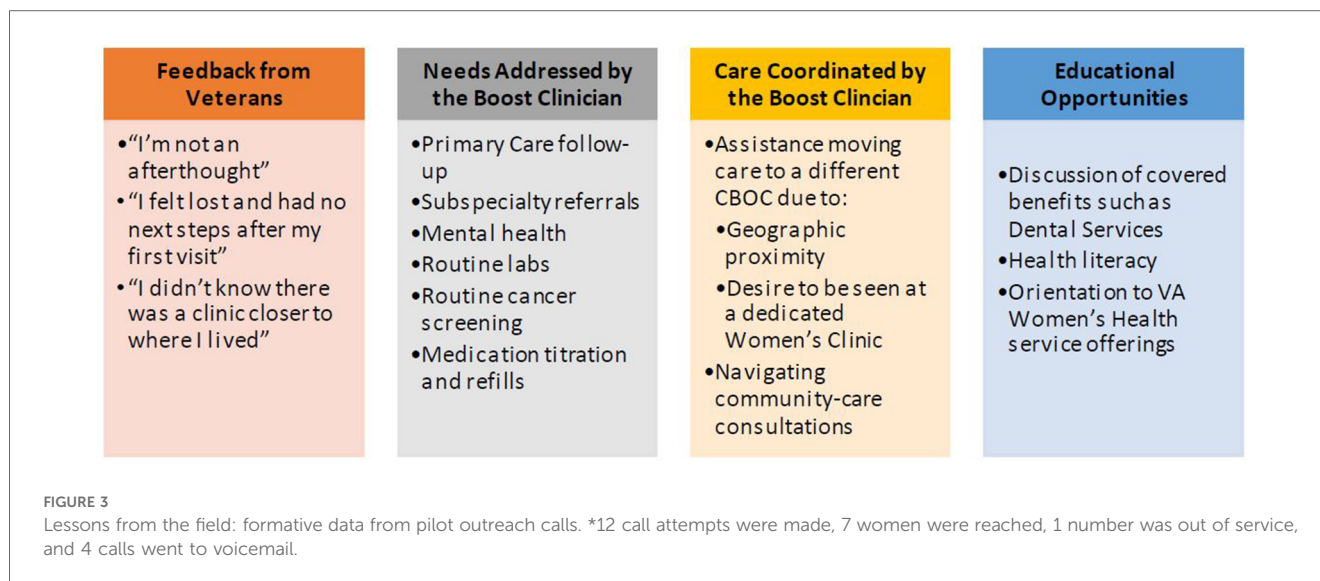 Feedback from
Veterans
•“I’m not an
afterthought”
•“I felt lost and had no
next steps after my
first visit”
•“I didn’t know there
was a clinic closer to
where I lived”
Needs Addressed by
the Boost Clinician
•Primary Care follow-
up
•Subspecialty referrals
•Mental health
•Routine labs
•Routine cancer
screening
•Medication titration
and refills
Care Coordinated by
the Boost Clincian
•Assistance moving
care to a different
CBOC due to:
•Geographic
proximity
•Desire to be seen at
a dedicated
Women’s Clinic
•Navigating
community-care
consultations
Educational
Opportunities
•Discussion of covered
benefits such as
Dental Services
•Health literacy
•Orientation to VA
Women’s Health
service offerings
FIGURE 3
Lessons from the field: formative data from pilot outreach calls. *12 call attempts were made, 7 women were reached, 1 number was out of service,
and 4 calls went to voicemail.